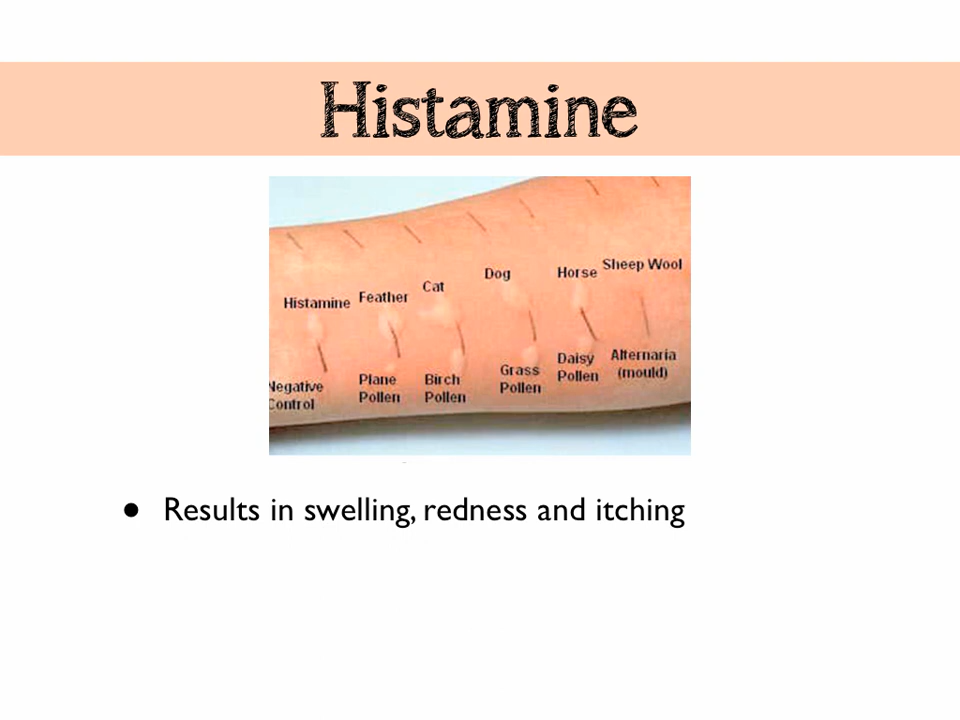 Histamine
Histamine Feather Cat Dog Horse Sheep Wool
Negative Control
Plane Pollen
Birch Pollen
Grass Pollen
Daisy Pollen
Alternaria (mould)
• Results in swelling, redness and itching